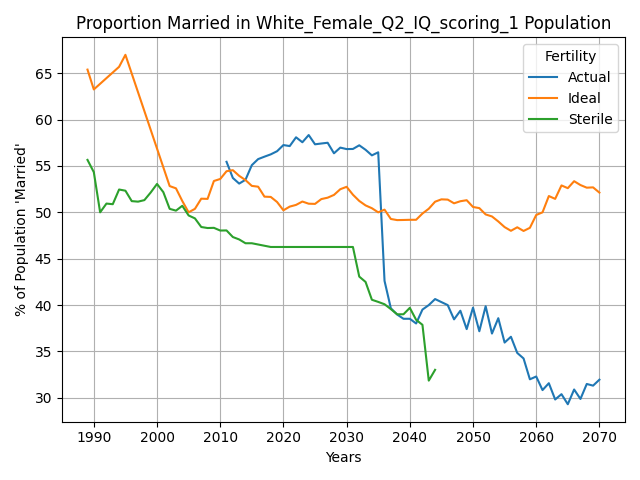 Proportion Married in White_Female_Q2_IQ_scoring_1 Population
Fertility
Actual
Ideal
Sterile
% of Population 'Married'
65
60
55
50
45
40
35
30
1990 2000 2010 2020 2030 2040 2050 2060 2070
Years